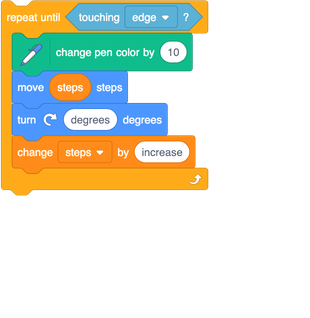 repeat until touching edge ?
change pen color by 10
move steps steps
turn degrees degrees
change steps by increase